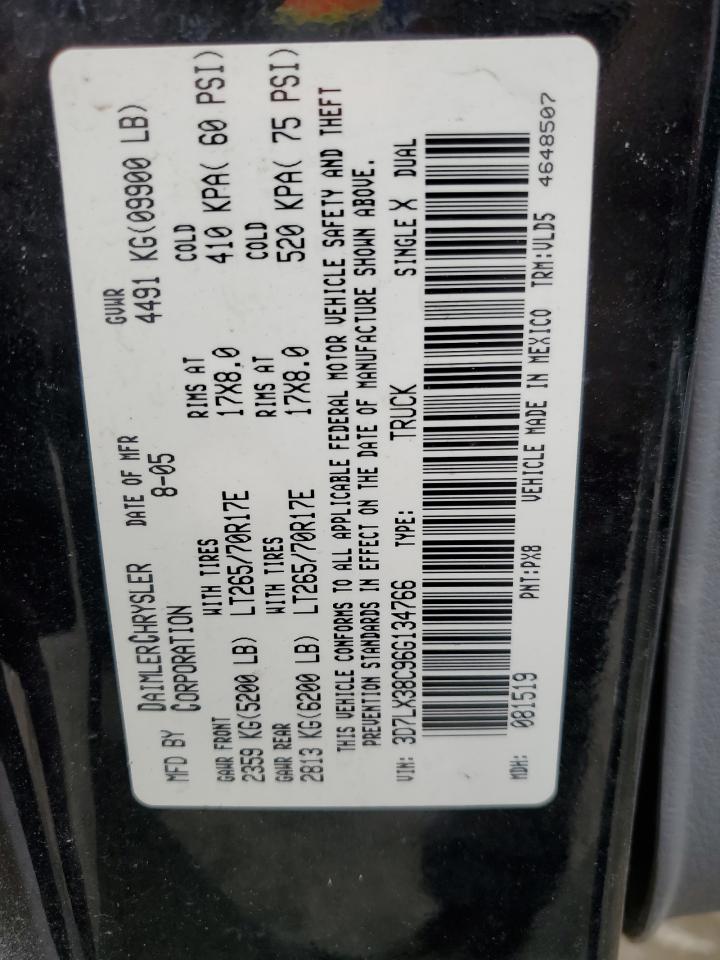 MFD BY DAIMLERCHRYSLER CORPORATION DATE OF MFR 8-05 GVWR 4491 KG(09900 LB)
GAWR FRONT WITH TIRES RIMS AT COLD
2359 KG(5200 LB) LT265/70R17E 17X8.0 410 KPA( 60 PSI)
GAWR REAR WITH TIRES RIMS AT COLD
2813 KG(6200 LB) LT265/70R17E 17X8.0 520 KPA( 75 PSI)
THIS VEHICLE CONFORMS TO ALL APPLICABLE FEDERAL MOTOR VEHICLE SAFETY AND THEFT
PREVENTION STANDARDS IN EFFECT ON THE DATE OF MANUFACTURE SHOWN ABOVE.
VIN: 3D7LX38C96G134766 TYPE: TRUCK SINGLE X DUAL
MDH: 081519 PNT:PX8 VEHICLE MADE IN MEXICO TRM:VLD5
4648507